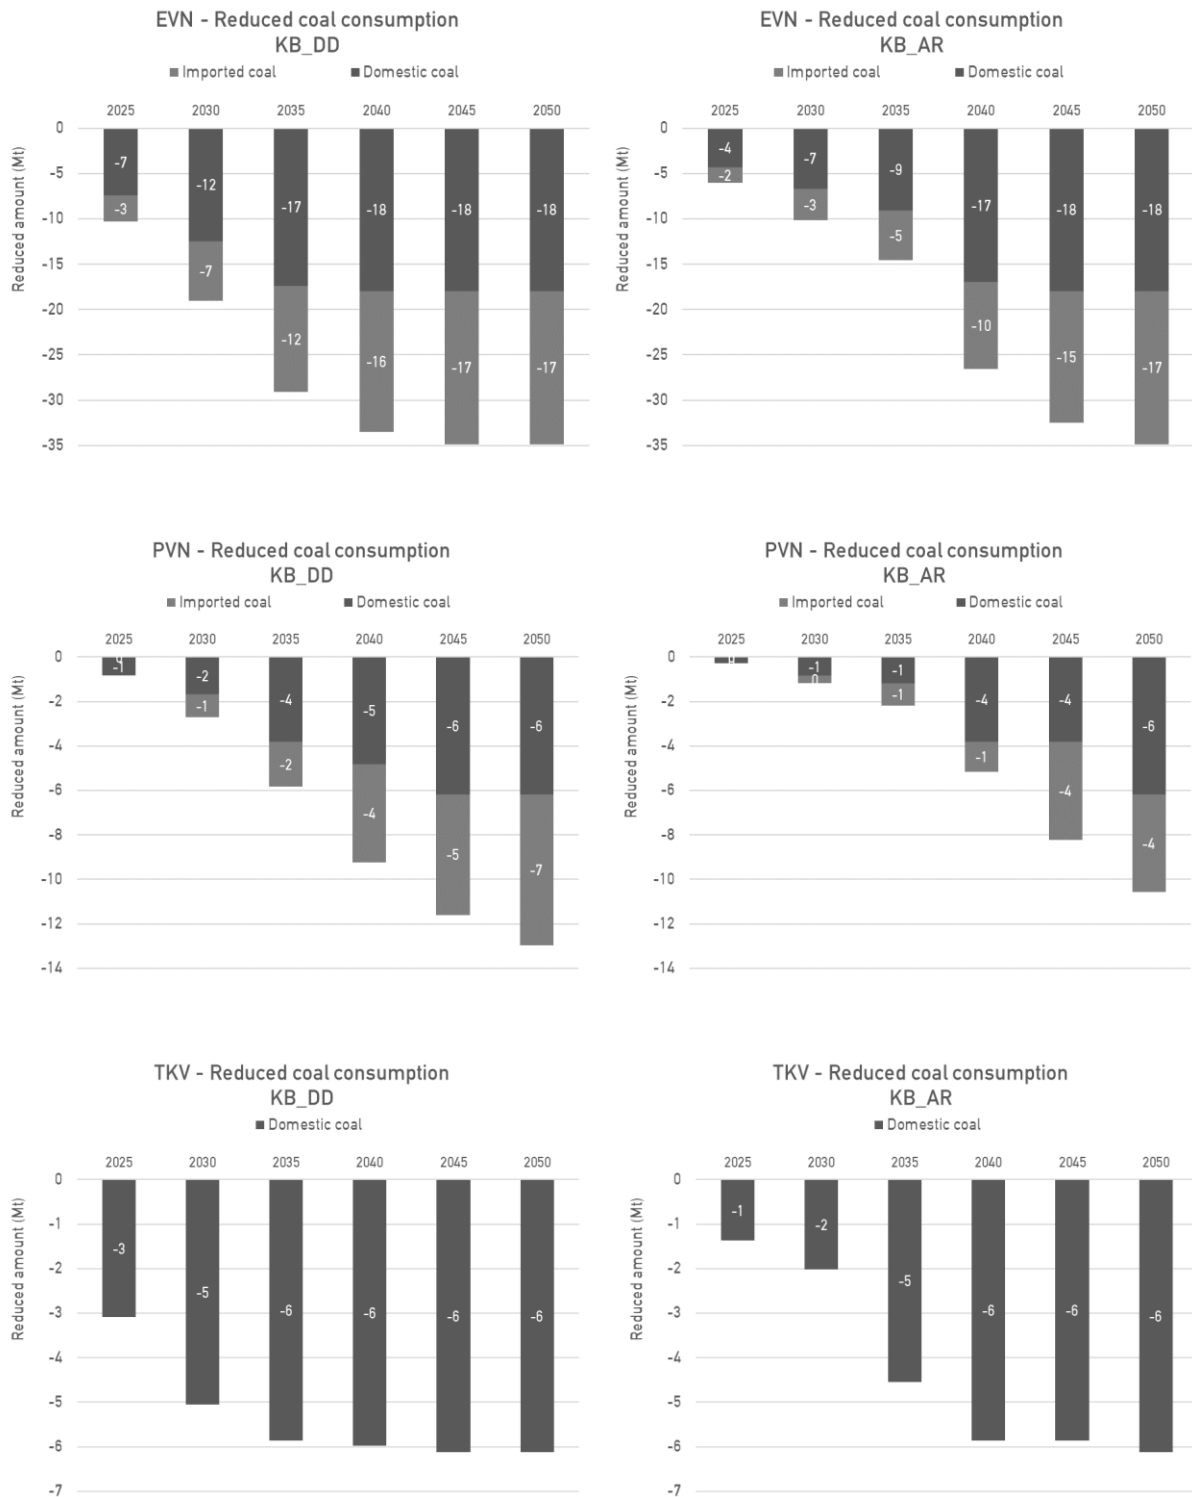 EVN - Reduced coal consumption
KB_DD
Imported coal Domestic coal
2025 2030 2035 2040 2045 2050
Reduced amount (Mt)
0
-5
-10
-15
-20
-25
-30
-35
-7 -12 -17 -18 -18 -18
-3 -7 -12 -16 -17 -17
EVN - Reduced coal consumption
KB_AR
Imported coal Domestic coal
2025 2030 2035 2040 2045 2050
Reduced amount (Mt)
0
-5
-10
-15
-20
-25
-30
-35
-4 -7 -9 -17 -18 -18
-2 -3 -5 -10 -15 -17
PVN - Reduced coal consumption
KB_DD
Imported coal Domestic coal
2025 2030 2035 2040 2045 2050
Reduced amount (Mt)
0
-2
-4
-6
-8
-10
-12
-14
-1 -2 -4 -5 -6 -6
-1 -2 -4 -5 -7
PVN - Reduced coal consumption
KB_AR
Imported coal Domestic coal
2025 2030 2035 2040 2045 2050
Reduced amount (Mt)
0
-2
-4
-6
-8
-10
-12
-14
-1 -1 -4 -4 -6
0 -1 -1 -4 -4
TKV - Reduced coal consumption
KB_DD
Domestic coal
2025 2030 2035 2040 2045 2050
Reduced amount (Mt)
0
-1
-2
-3
-4
-5
-6
-7
-3 -5 -6 -6 -6 -6
TKV - Reduced coal consumption
KB_AR
Domestic coal
2025 2030 2035 2040 2045 2050
Reduced amount (Mt)
0
-1
-2
-3
-4
-5
-6
-7
-1 -2 -5 -6 -6 -6